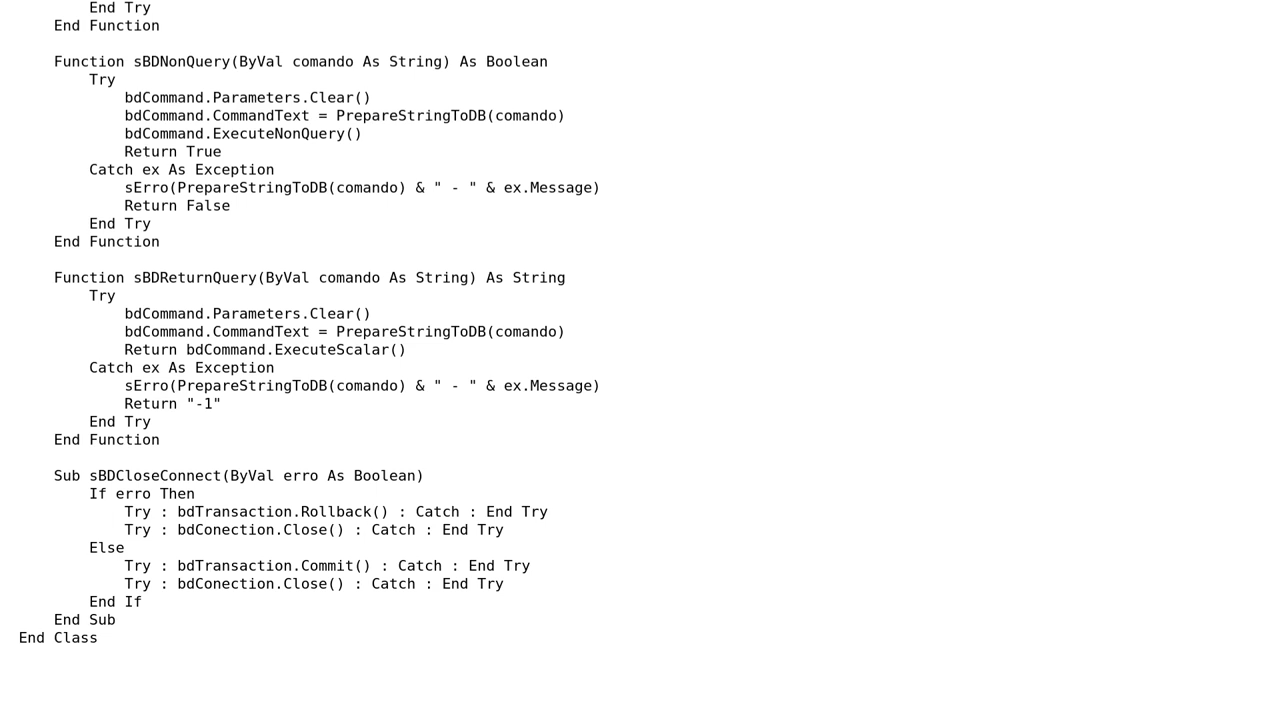 End Try
    End Function

    Function sBDNonQuery(ByVal comando As String) As Boolean
        Try
            bdCommand.Parameters.Clear()
            bdCommand.CommandText = PrepareStringToDB(comando)
            bdCommand.ExecuteNonQuery()
            Return True
        Catch ex As Exception
            sErro(PrepareStringToDB(comando) & " - " & ex.Message)
            Return False
        End Try
    End Function

    Function sBDReturnQuery(ByVal comando As String) As String
        Try
            bdCommand.Parameters.Clear()
            bdCommand.CommandText = PrepareStringToDB(comando)
            Return bdCommand.ExecuteScalar()
        Catch ex As Exception
            sErro(PrepareStringToDB(comando) & " - " & ex.Message)
            Return "-1"
        End Try
    End Function

    Sub sBDCloseConnect(ByVal erro As Boolean)
        If erro Then
            Try : bdTransaction.Rollback() : Catch : End Try
            Try : bdConection.Close() : Catch : End Try
        Else
            Try : bdTransaction.Commit() : Catch : End Try
            Try : bdConection.Close() : Catch : End Try
        End If
    End Sub
End Class